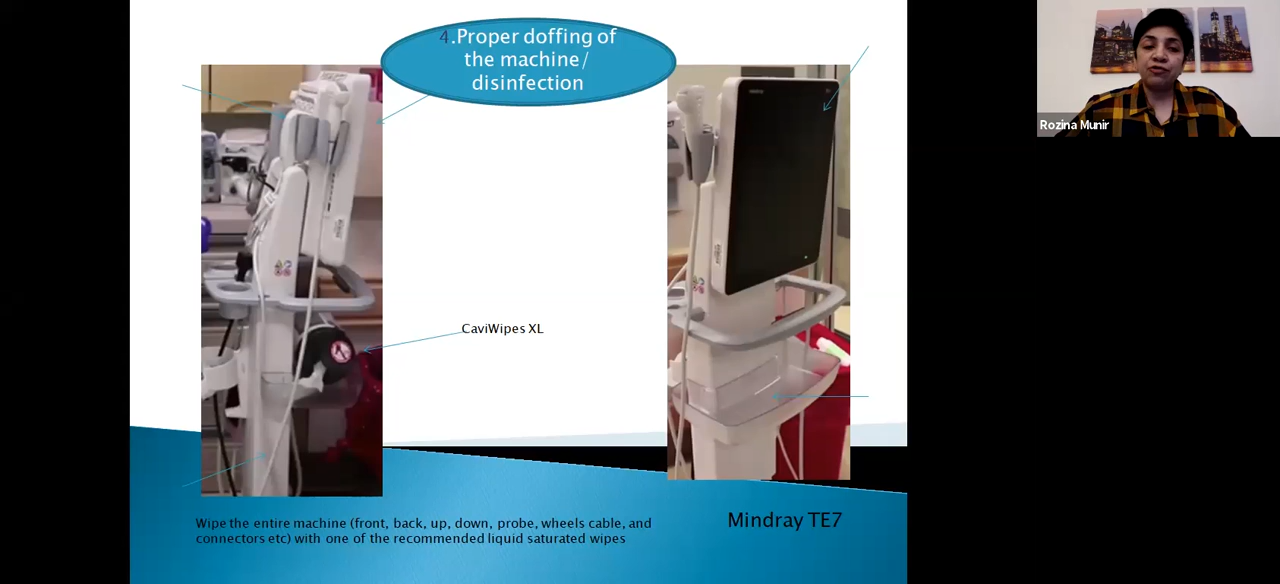 4.Proper doffing of
the machine/
disinfection
Rozina Munir
CaviWipes XL
Wipe the entire machine (front, back, up, down, probe, wheels cable, and
connectors etc) with one of the recommended liquid saturated wipes
Mindray TE7